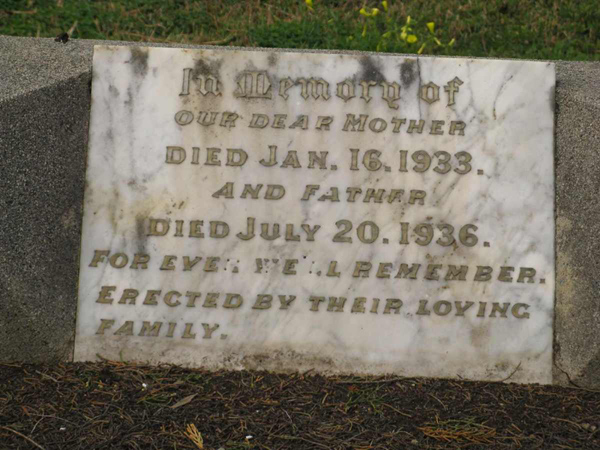 In Memory of
OUR DEAR MOTHER
DIED JAN. 16. 1933.
AND FATHER
DIED JULY 20. 1936.
FOR EVER WE'LL REMEMBER.
ERECTED BY THEIR LOVING
FAMILY.